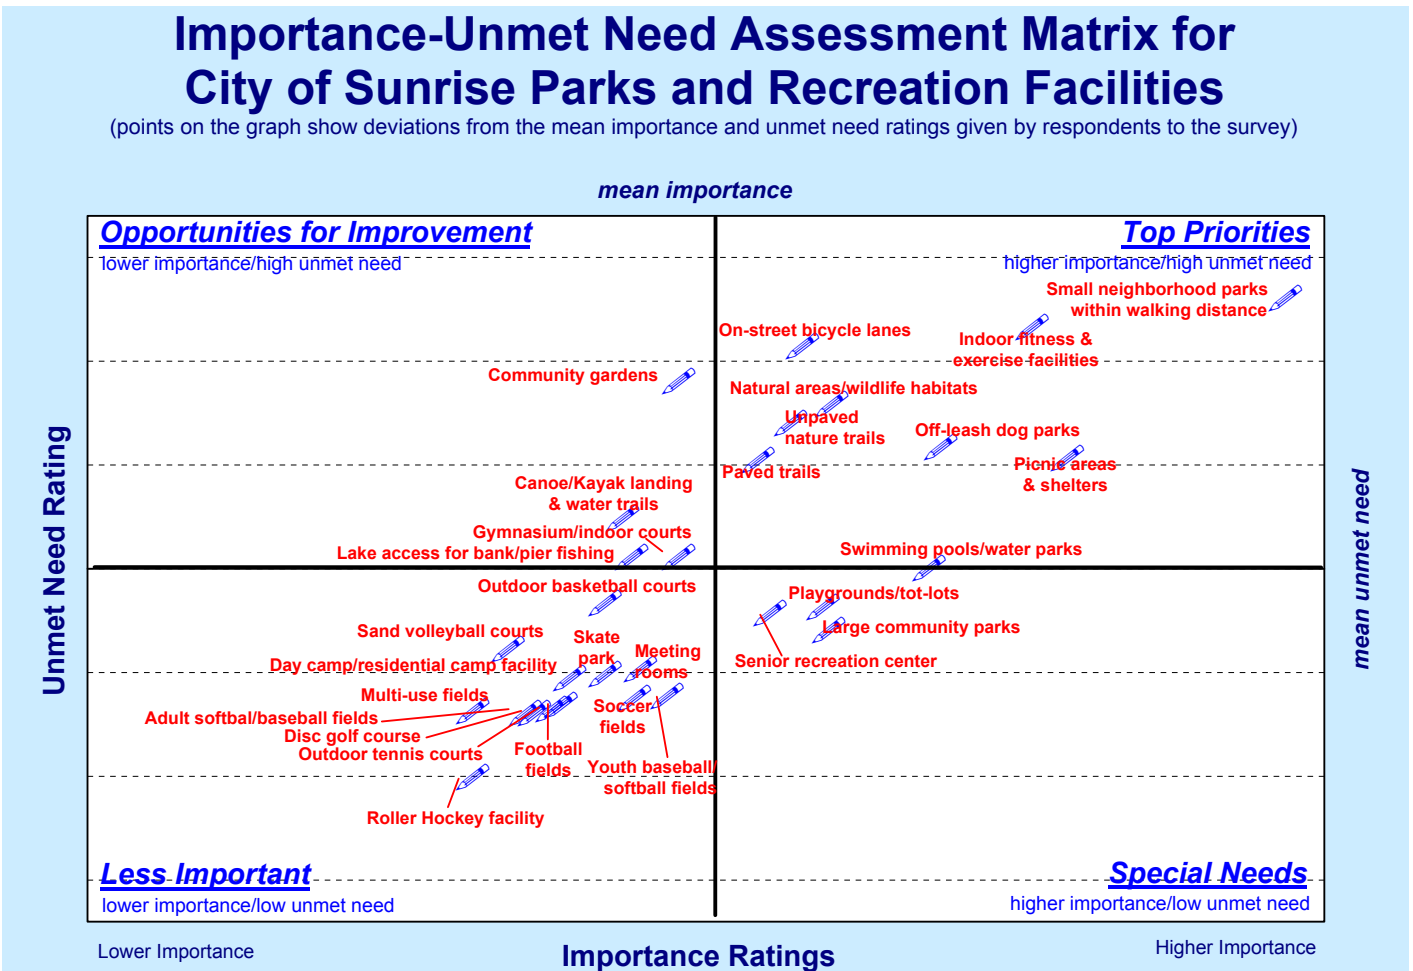 Importance-Unmet Need Assessment Matrix for
City of Sunrise Parks and Recreation Facilities
(points on the graph show deviations from the mean importance and unmet need ratings given by respondents to the survey)
mean importance
Opportunities for Improvement
lower importance/high unmet need
Top Priorities
higher importance/high unmet need
Small neighborhood parks
within walking distance
On-street bicycle lanes
Indoor fitness &
exercise facilities
Community gardens
Natural areas/wildlife habitats
Unpaved
nature trails
Off-leash dog parks
Paved trails
Picnic areas
& shelters
Canoe/Kayak landing
& water trails
Gymnasium/indoor courts
Lake access for bank/pier fishing
Swimming pools/water parks
Unmet Need Rating
mean unmet need
Outdoor basketball courts
Playgrounds/tot-lots
Large community parks
Senior recreation center
Sand volleyball courts
Skate
park
Meeting
rooms
Day camp/residential camp facility
Multi-use fields
Adult softbal/baseball fields
Disc golf course
Outdoor tennis courts
Football
fields
Soccer
fields
Youth baseball/
softball fields
Roller Hockey facility
Less Important
lower importance/low unmet need
Special Needs
higher importance/low unmet need
Lower Importance
Importance Ratings
Higher Importance